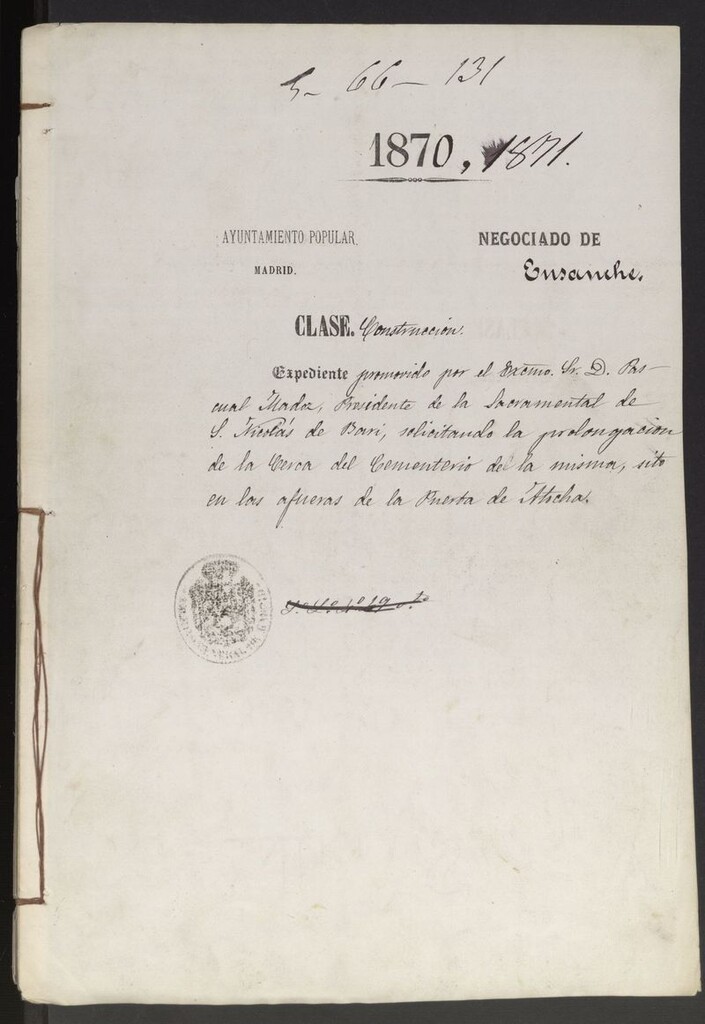 5- 66- 131
1870, 1871.
AYUNTAMIENTO POPULAR,
MADRID.
NEGOCIADO DE
Ensanche.
CLASE. Construccion.
Expediente promovido por el Excmo. Sr. D. Pas-
cual Madoz, Presidente de la Sacramental de
S. Nicolás de Bari, solicitando la prolongacion
de la Cerca del Cementerio de la misma, sito
en las afueras de la Puerta de Atocha.